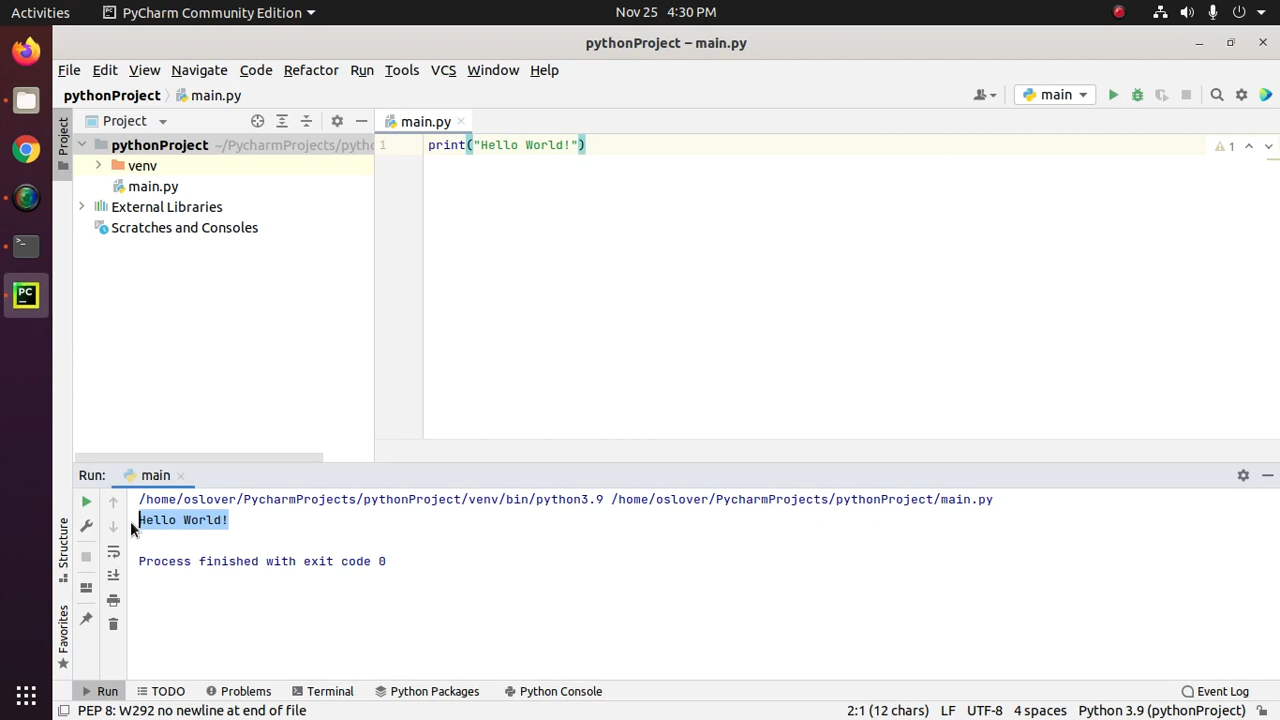 Activities
PyCharm Community Edition
Nov 25 4:30 PM
pythonProject – main.py
File Edit View Navigate Code Refactor Run Tools VCS Window Help
pythonProject main.py
main
Project
Project
main.py
pythonProject ~/PycharmProjects/pytho
venv
main.py
External Libraries
Scratches and Consoles
1
print("Hello World!")
1
Run: main
/home/oslover/PycharmProjects/pythonProject/venv/bin/python3.9 /home/oslover/PycharmProjects/pythonProject/main.py
Hello World!
Process finished with exit code 0
Structure
Favorites
Run TODO Problems Terminal Python Packages Python Console Event Log
PEP 8: W292 no newline at end of file
2:1 (12 chars) LF UTF-8 4 spaces Python 3.9 (pythonProject)
PC